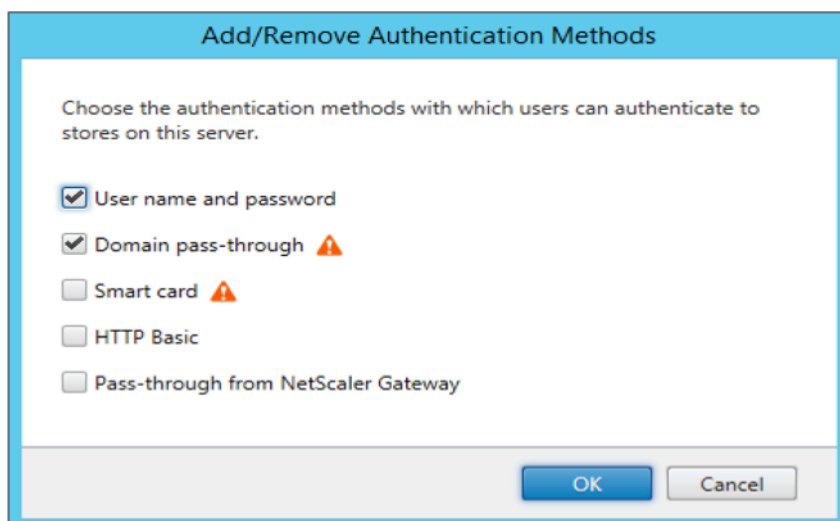 Add/Remove Authentication Methods
Choose the authentication methods with which users can authenticate to
stores on this server.
User name and password
Domain pass-through
Smart card
HTTP Basic
Pass-through from NetScaler Gateway
OK
Cancel